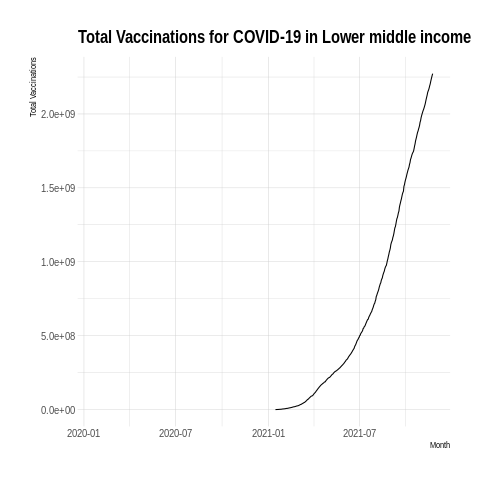 Total Vaccinations for COVID-19 in Lower middle income
Total Vaccinations
2.0e+09
1.5e+09
1.0e+09
5.0e+08
0.0e+00
2020-01 2020-07 2021-01 2021-07
Month